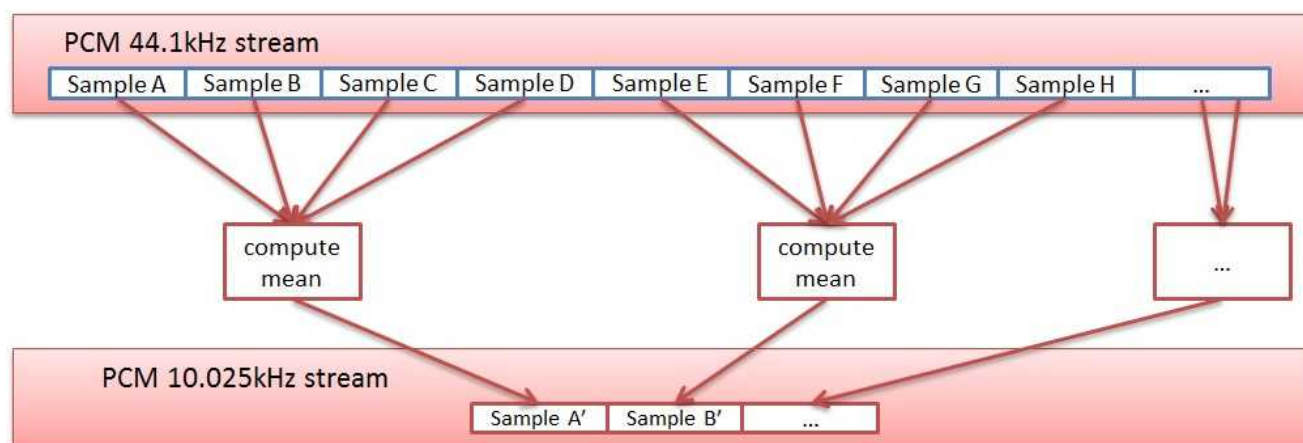 PCM 44.1kHz stream
Sample A Sample B Sample C Sample D Sample E Sample F Sample G Sample H ...
compute mean compute mean ...
PCM 10.025kHz stream
Sample A’ Sample B’ ...